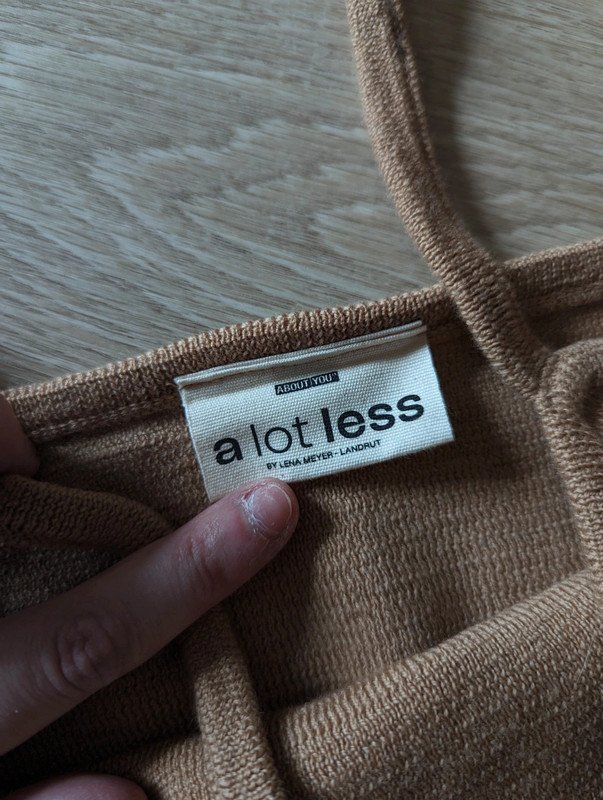 ABOUT|YOU°
a lot less
BY LENA MEYER - LANDRUT